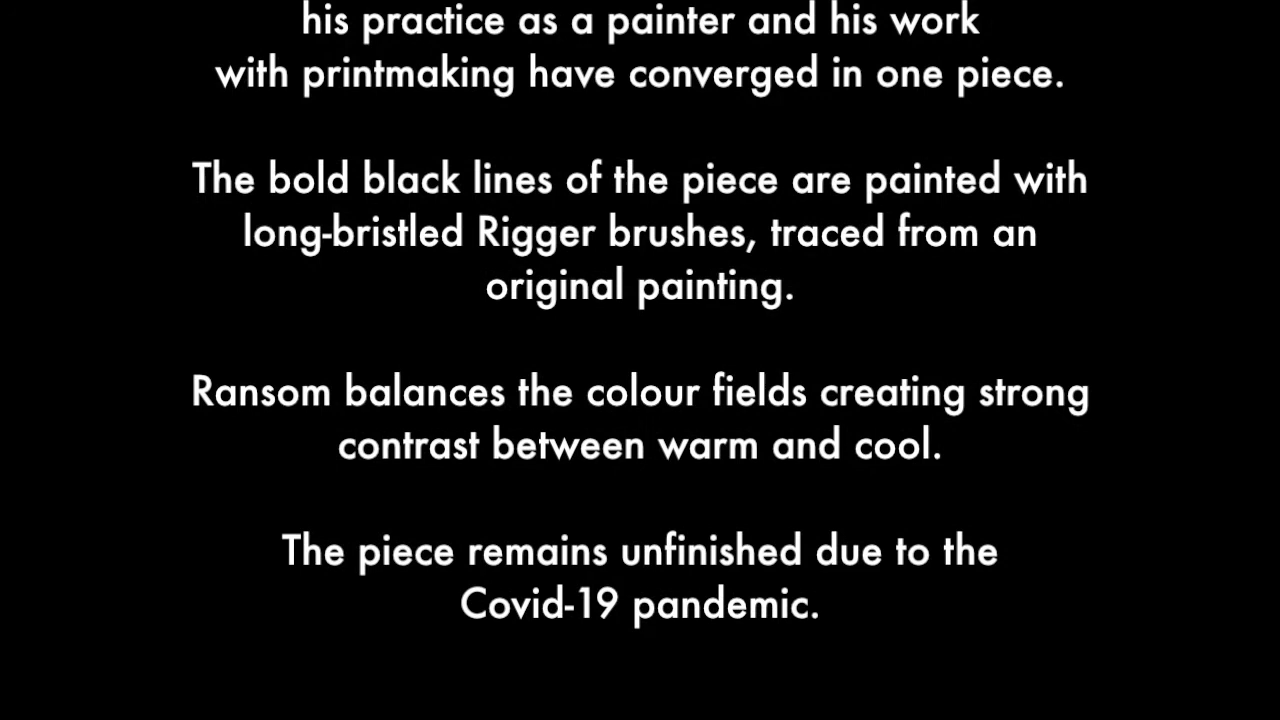 his practice as a painter and his work
with printmaking have converged in one piece.
The bold black lines of the piece are painted with
long-bristled Rigger brushes, traced from an
original painting.
Ransom balances the colour fields creating strong
contrast between warm and cool.
The piece remains unfinished due to the
Covid-19 pandemic.